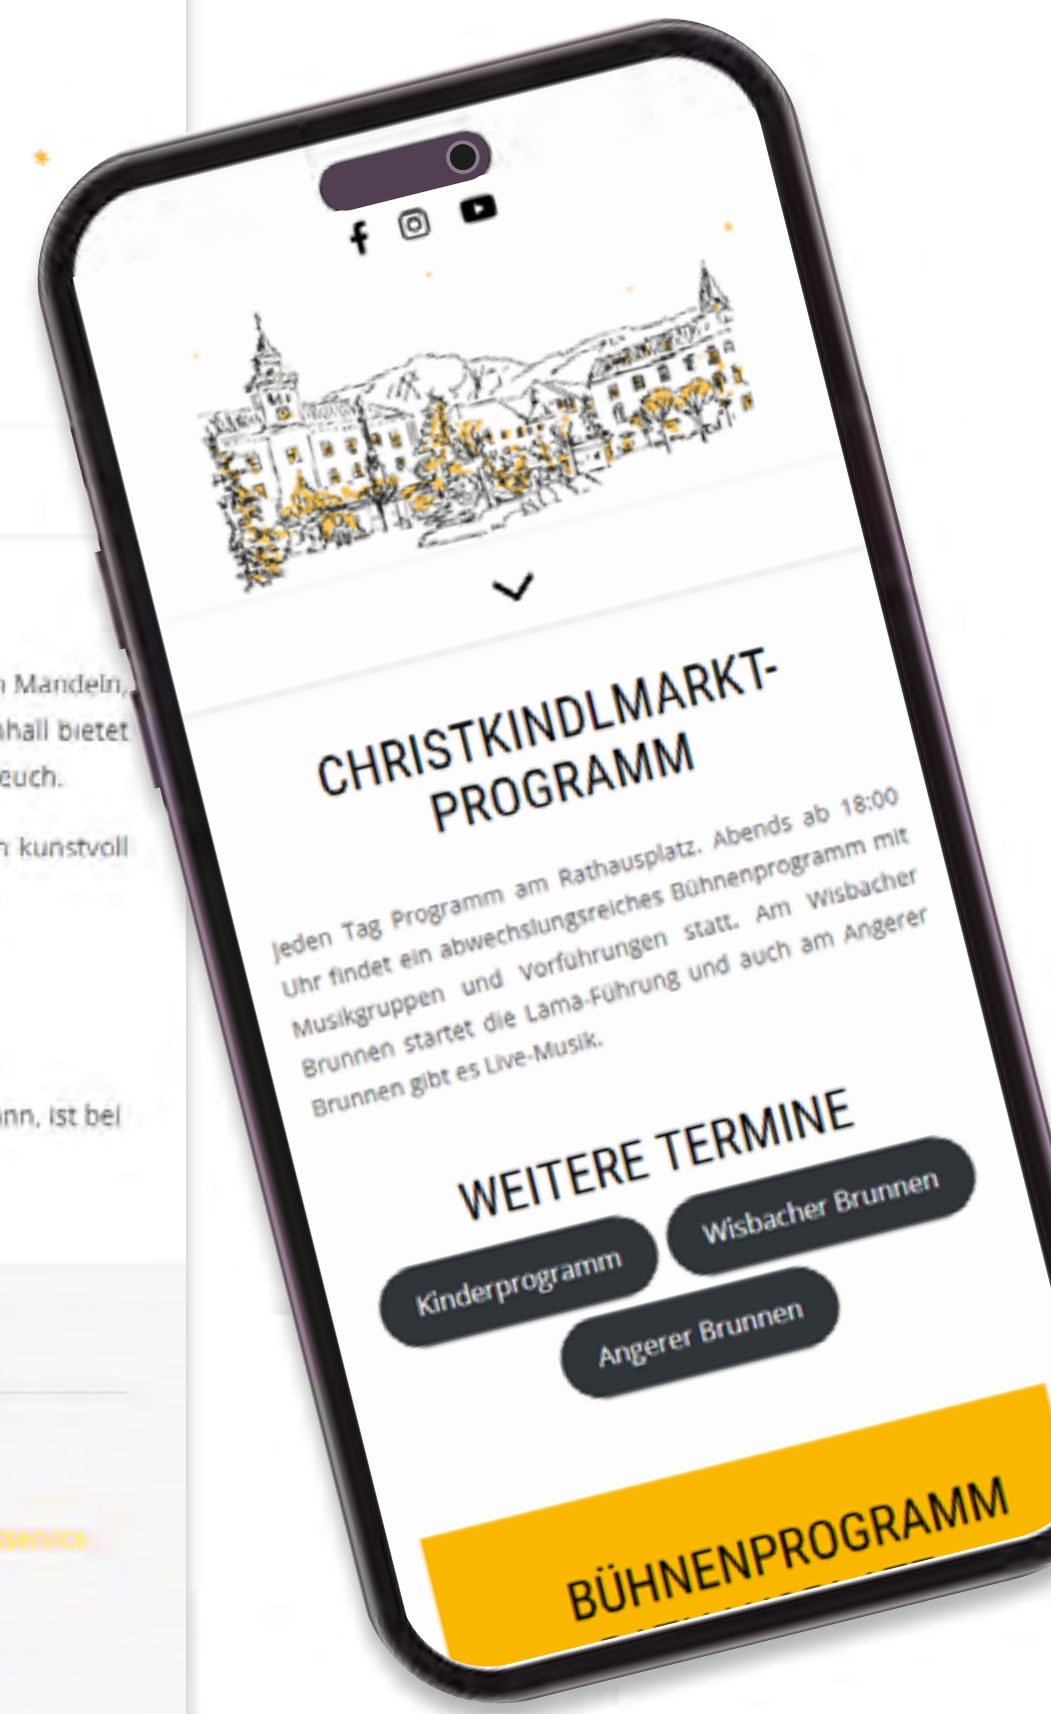 Mandeln,
bietet
euch.
kunstvoll
ist bei
CHRISTKINDLMARKT-
PROGRAMM
Jeden Tag Programm am Rathausplatz. Abends ab 18:00
Uhr findet ein abwechslungsreiches Bühnenprogramm mit
Musikgruppen und Vorführungen statt. Am Wisbacher
Brunnen startet die Lama-Führung und auch am Angerer
Brunnen gibt es Live-Musik.
WEITERE TERMINE
Kinderprogramm
Wisbacher Brunnen
Angerer Brunnen
BÜHNENPROGRAMM